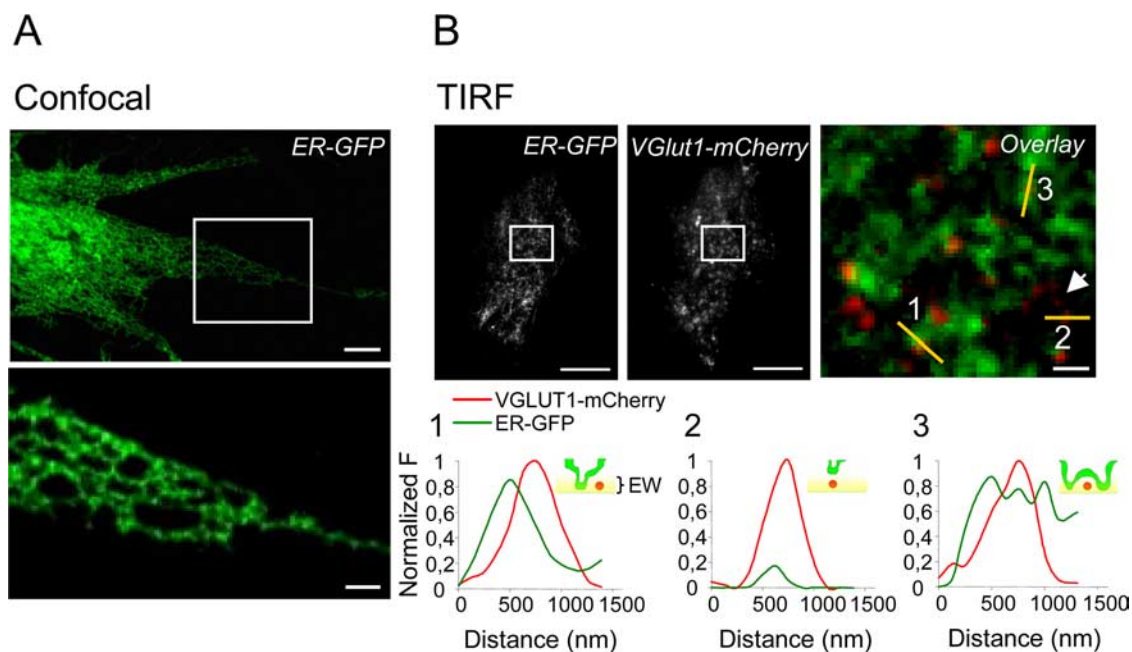 A
B
Confocal
TIRF
ER-GFP
ER-GFP
VGlut1-mCherry
Overlay
3
1
2
VGLUT1-mCherry
ER-GFP
1
2
3
EW
Normalized F
1
0,8
0,6
0,4
0,2
0
0 500 1000 1500
Distance (nm)
1
0,8
0,6
0,4
0,2
0
0 500 1000 1500
Distance (nm)
1
0,8
0,6
0,4
0,2
0
0 500 1000 1500
Distance (nm)